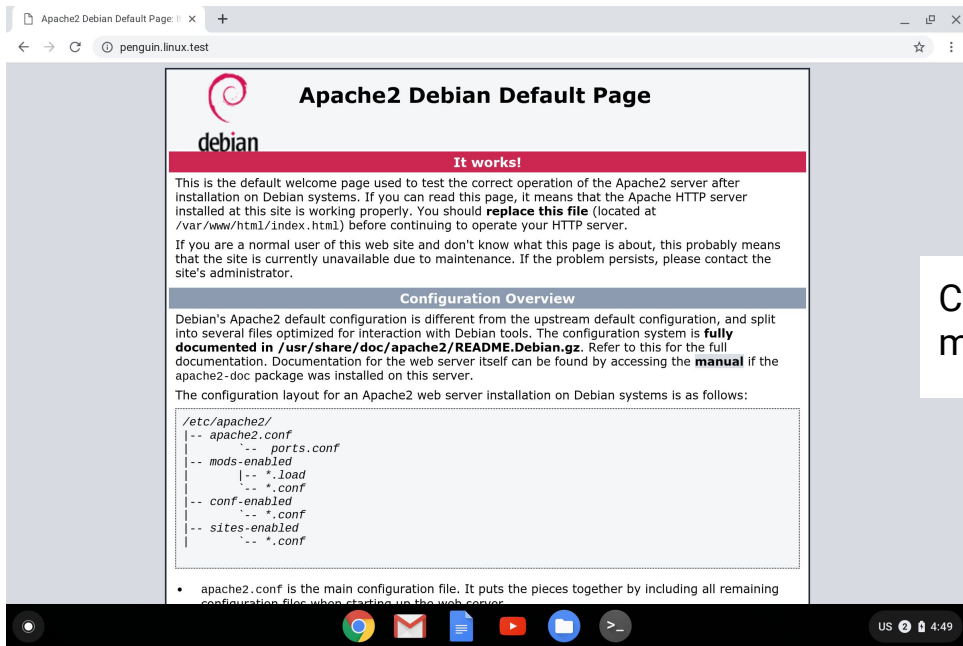 Apache2 Debian Default Page: It
penguin.linux.test
debian
Apache2 Debian Default Page
It works!
This is the default welcome page used to test the correct operation of the Apache2 server after
installation on Debian systems. If you can read this page, it means that the Apache HTTP server
installed at this site is working properly. You should replace this file (located at
/var/www/html/index.html) before continuing to operate your HTTP server.
If you are a normal user of this web site and don't know what this page is about, this probably means
that the site is currently unavailable due to maintenance. If the problem persists, please contact the
site's administrator.
Configuration Overview
Debian's Apache2 default configuration is different from the upstream default configuration, and split
into several files optimized for interaction with Debian tools. The configuration system is fully
documented in /usr/share/doc/apache2/README.Debian.gz. Refer to this for the full
documentation. Documentation for the web server itself can be found by accessing the manual if the
apache2-doc package was installed on this server.
The configuration layout for an Apache2 web server installation on Debian systems is as follows:
/etc/apache2/
|-- apache2.conf
|       `--  ports.conf
|-- mods-enabled
|       |-- *.load
|       `-- *.conf
|-- conf-enabled
|       `-- *.conf
|-- sites-enabled
|       `-- *.conf
• apache2.conf is the main configuration file. It puts the pieces together by including all remaining
configuration files when starting up the web server.
C
m
>_
US 2 4:49